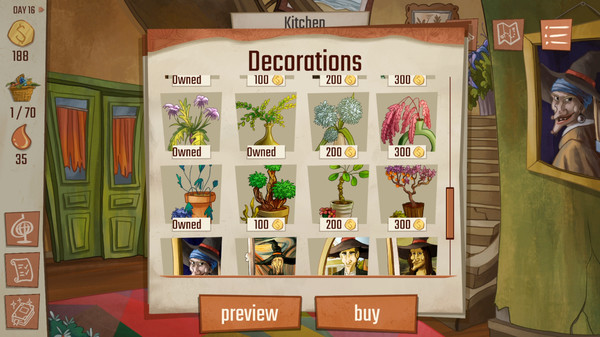 DAY 16
188
1/70
35
Kitchen
Decorations
Owned 100 200 300
Owned Owned 200 300
Owned 100 200 300
preview buy